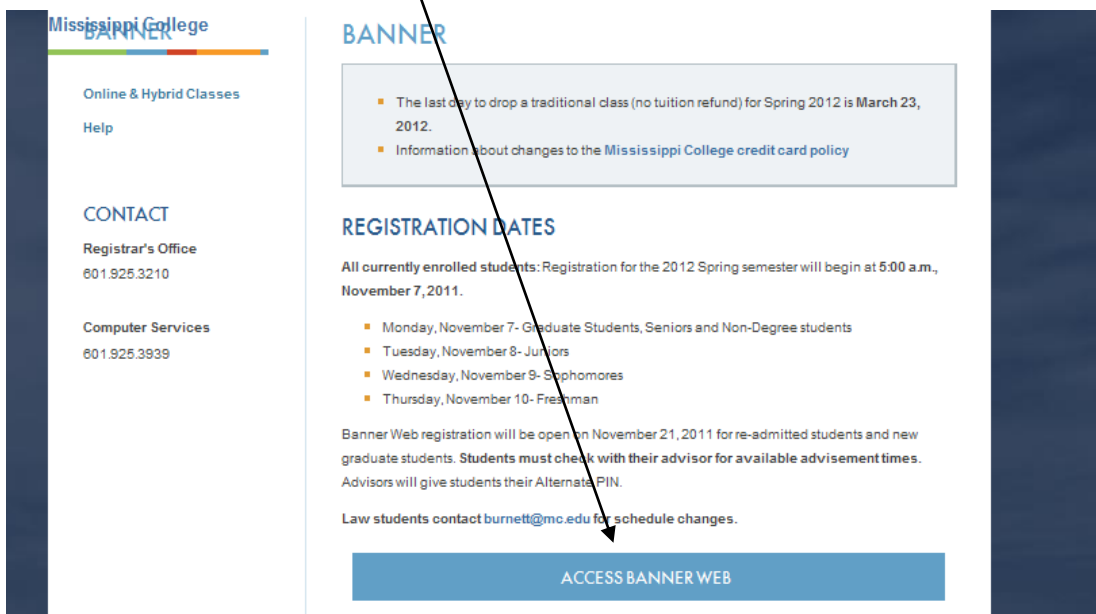 Mississippi College
BANNER
Online & Hybrid Classes
Help
CONTACT
Registrar's Office
601.925.3210
Computer Services
601.925.3939
BANNER
The last day to drop a traditional class (no tuition refund) for Spring 2012 is March 23,
2012.
Information about changes to the Mississippi College credit card policy
REGISTRATION DATES
All currently enrolled students: Registration for the 2012 Spring semester will begin at 5:00 a.m.,
November 7, 2011.
Monday, November 7- Graduate Students, Seniors and Non-Degree students
Tuesday, November 8- Juniors
Wednesday, November 9- Sophomores
Thursday, November 10- Freshman
Banner Web registration will be open on November 21, 2011 for re-admitted students and new
graduate students. Students must check with their advisor for available advisement times.
Advisors will give students their Alternate PIN.
Law students contact burnett@mc.edu for schedule changes.
ACCESS BANNER WEB